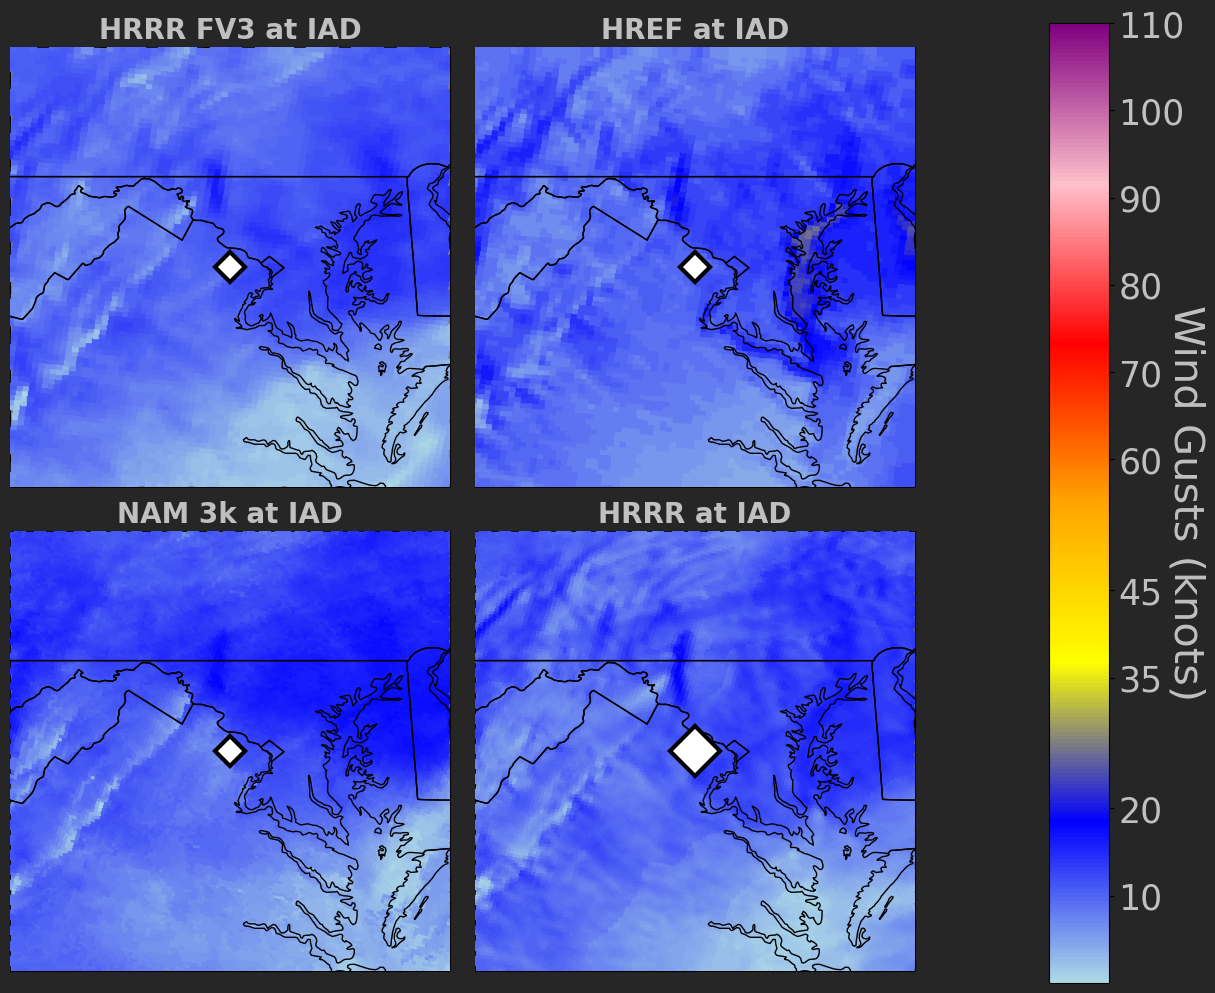 HRRR FV3 at IAD
HREF at IAD
NAM 3k at IAD
HRRR at IAD
110
100
90
80
70
60
45
35
20
10
Wind Gusts (knots)